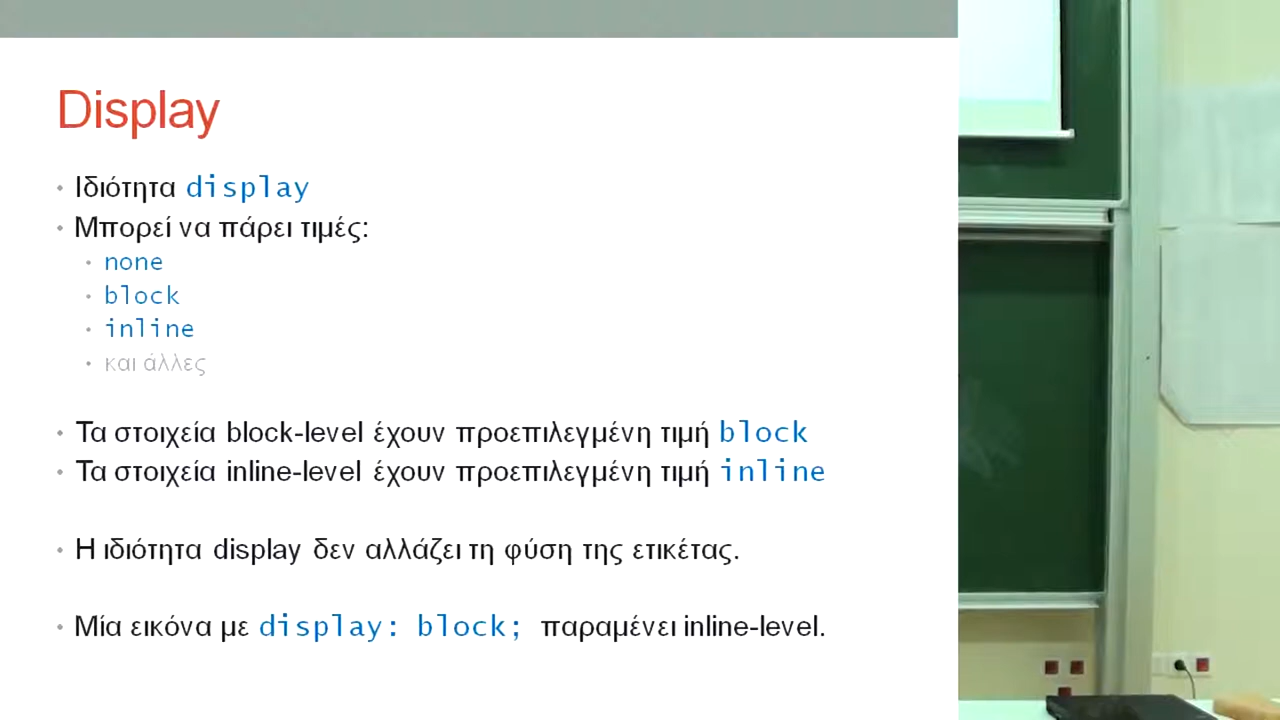 Display
• Ιδιότητα display
• Μπορεί να πάρει τιμές:
• none
• block
• inline
• και άλλες
• Τα στοιχεία block-level έχουν προεπιλεγμένη τιμή block
• Τα στοιχεία inline-level έχουν προεπιλεγμένη τιμή inline
• Η ιδιότητα display δεν αλλάζει τη φύση της ετικέτας.
• Μία εικόνα με display: block; παραμένει inline-level.